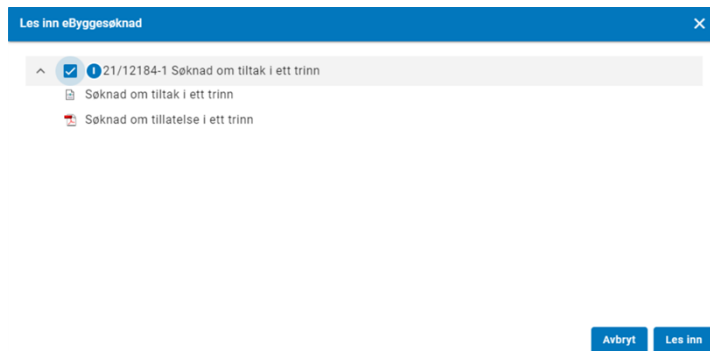 Les inn eByggesøknad
I 21/12184-1 Søknad om tiltak i ett trinn
Søknad om tiltak i ett trinn
Søknad om tillatelse i ett trinn
Avbryt Les inn